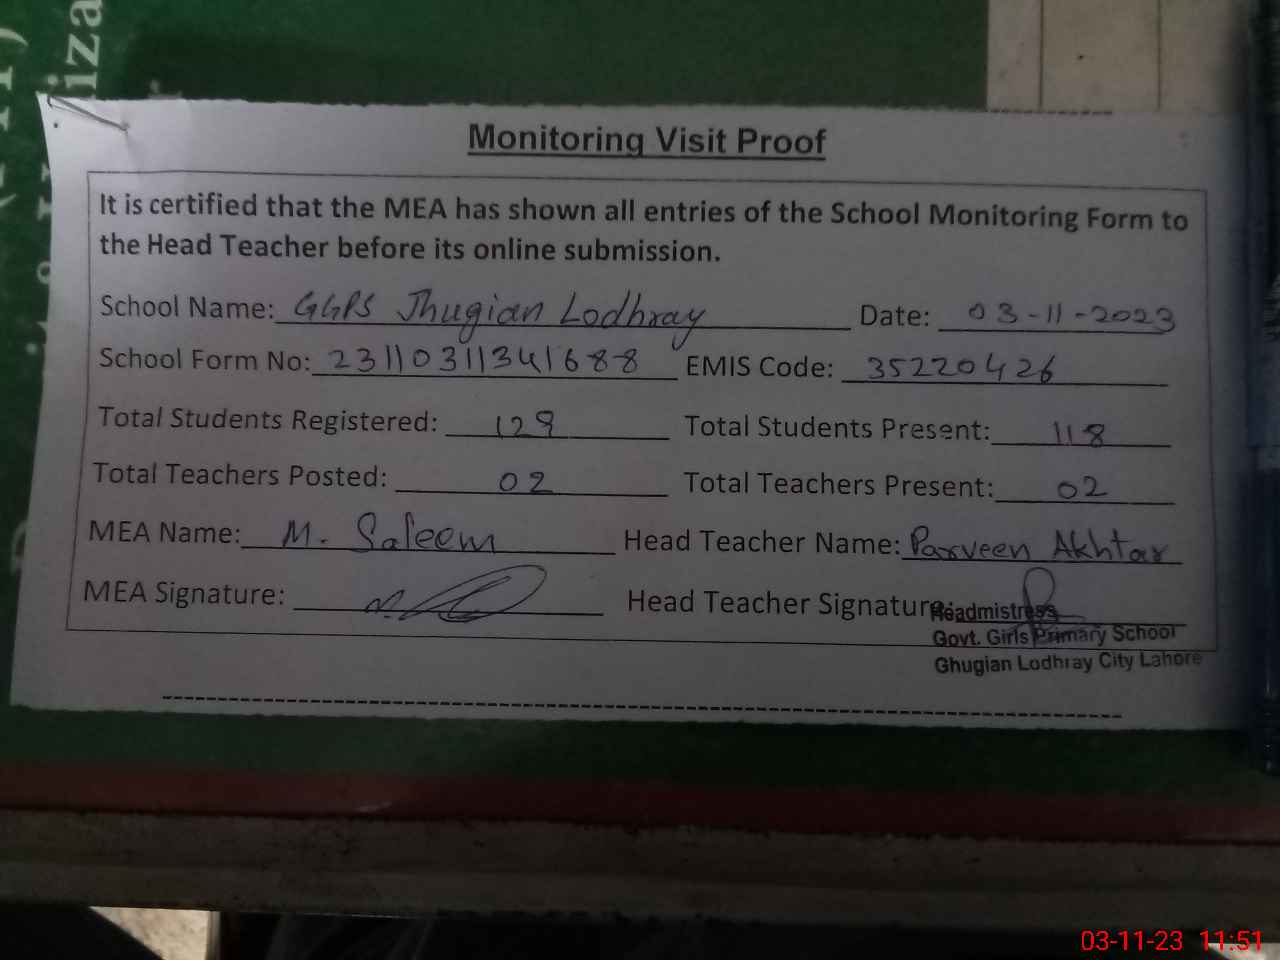 iza
Monitoring Visit Proof
It is certified that the MEA has shown all entries of the School Monitoring Form to
the Head Teacher before its online submission.
School Name: GGPS Jhugian Lodhray Date: 03-11-2023
School Form No: 23110311341688 EMIS Code: 35220426
Total Students Registered: 129 Total Students Present: 118
Total Teachers Posted: 02 Total Teachers Present: 02
MEA Name: M. Saleem Head Teacher Name: Parveen Akhtar
MEA Signature: Head Teacher Signature:
Headmistress
Govt. Girls Primary School
Ghugian Lodhray City Lahore
03-11-23 11:51